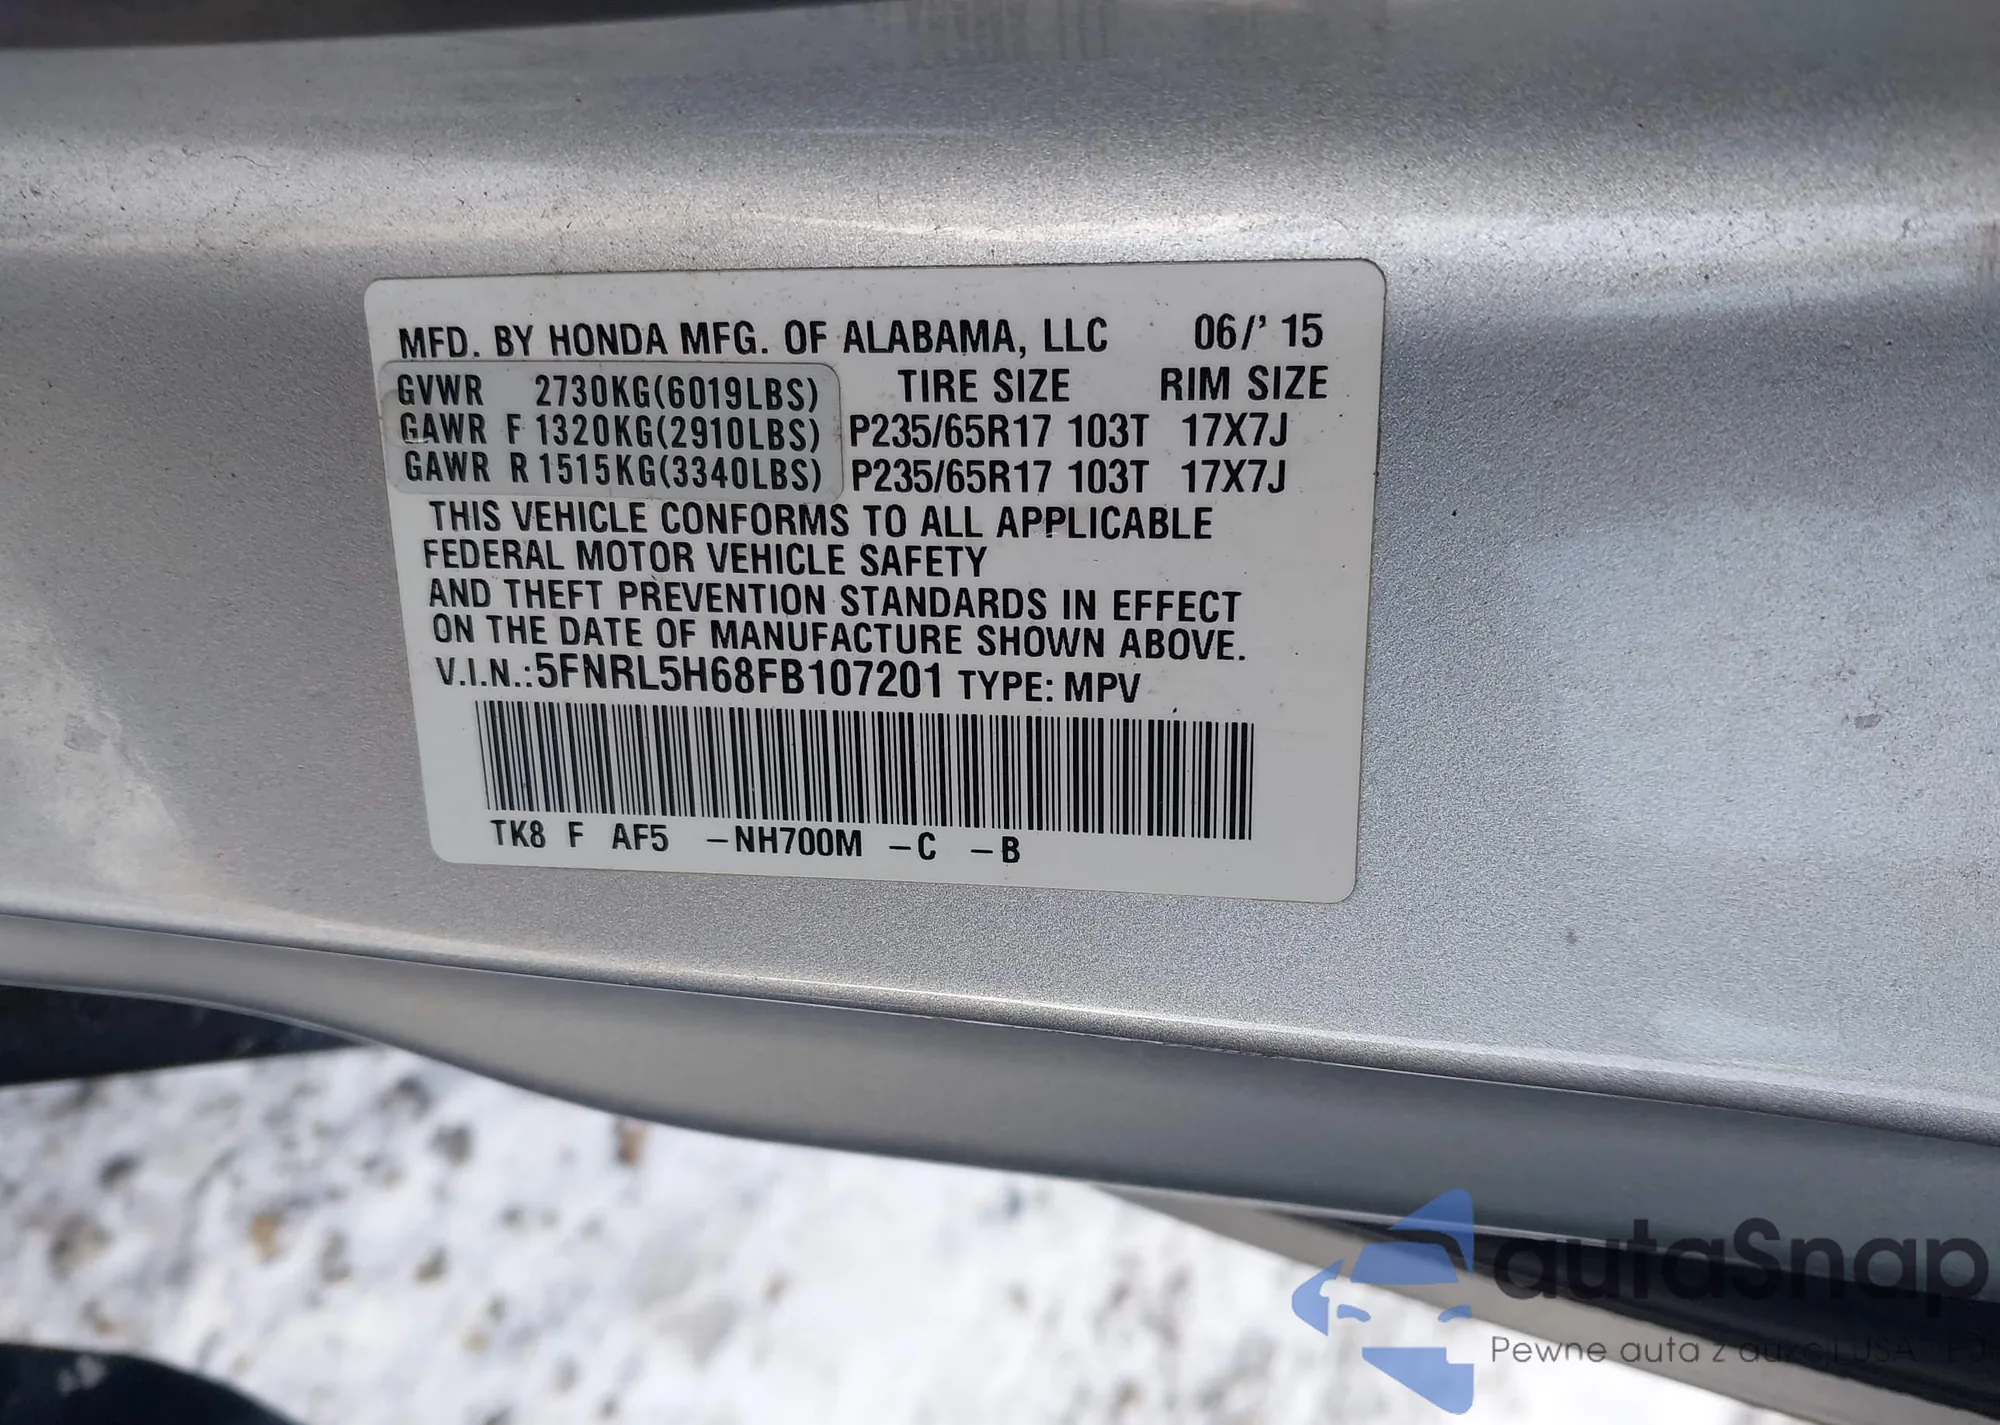 MFD. BY HONDA MFG. OF ALABAMA, LLC 06/' 15
GVWR 2730KG(6019LBS) TIRE SIZE RIM SIZE
GAWR F 1320KG(2910LBS) P235/65R17 103T 17X7J
GAWR R 1515KG(3340LBS) P235/65R17 103T 17X7J
THIS VEHICLE CONFORMS TO ALL APPLICABLE
FEDERAL MOTOR VEHICLE SAFETY
AND THEFT PREVENTION STANDARDS IN EFFECT
ON THE DATE OF MANUFACTURE SHOWN ABOVE.
V.I.N.:5FNRL5H68FB107201 TYPE: MPV
TK8 F AF5 -NH700M -C -B
autaSnap
Pewne auta z aukcji USA